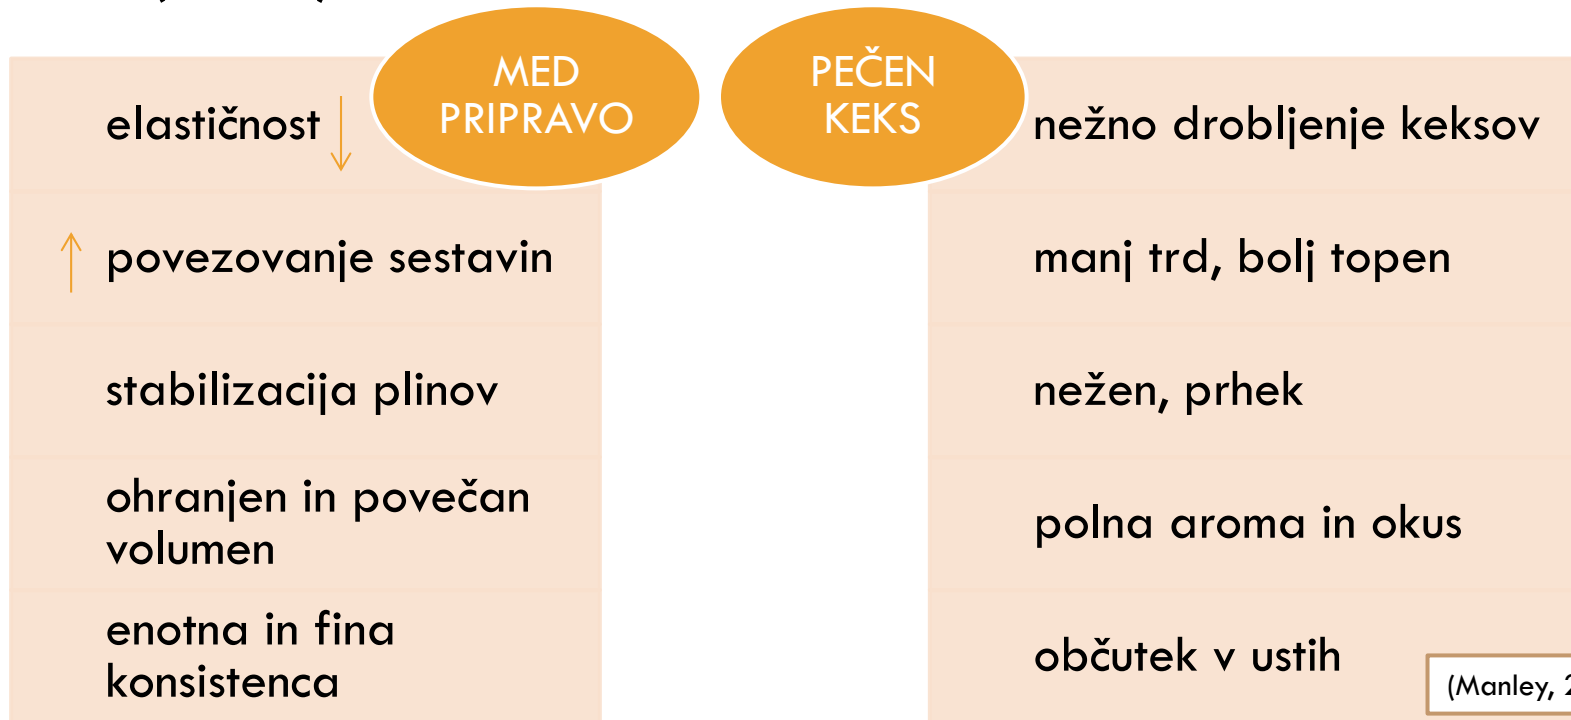 MED
PRIPRAVO
elastičnost
povezovanje sestavin
stabilizacija plinov
ohranjen in povečan
volumen
enotna in fina
konsistenca
PEČEN
KEKS
nežno drobljenje keksov
manj trd, bolj topen
nežen, prhek
polna aroma in okus
občutek v ustih
(Manley,